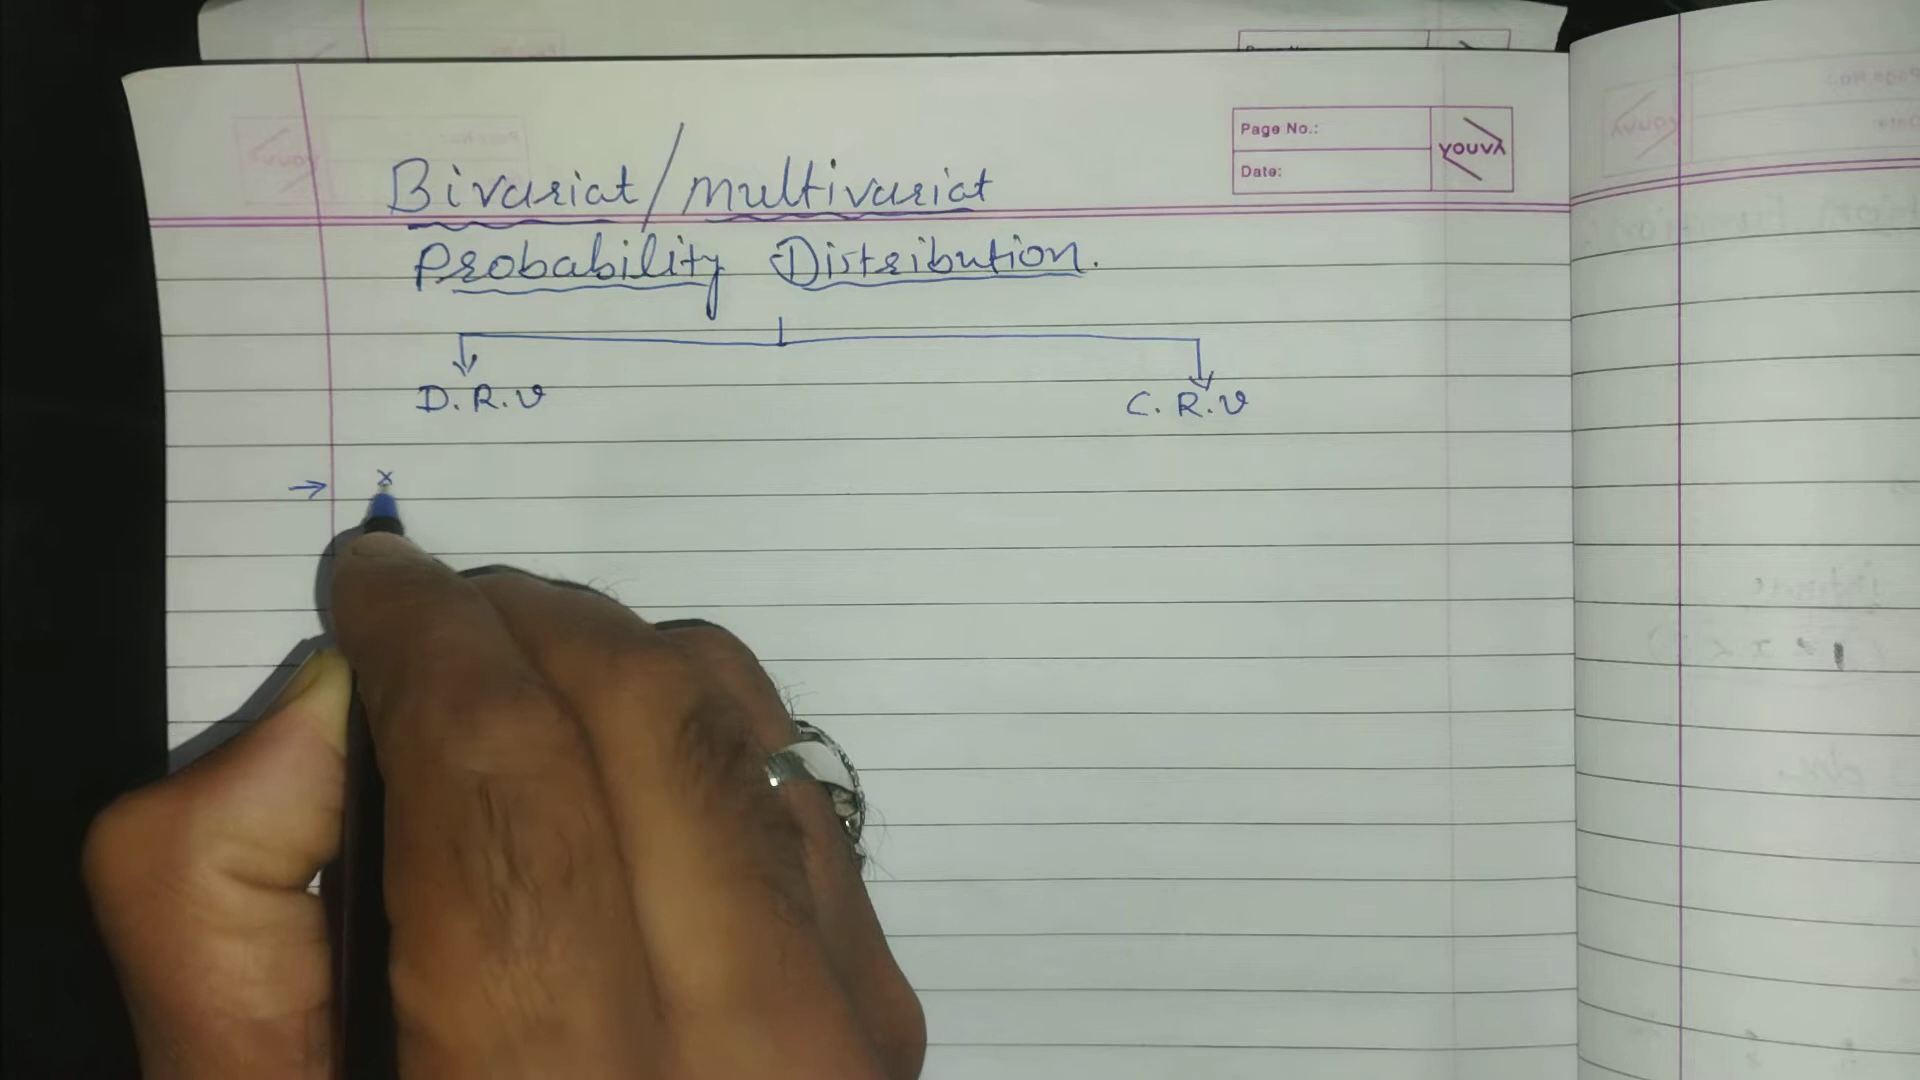 Page No.:
Date:
youva
Bivariat/multivariat
Probability Distribution.
D.R.V
C.R.V
→ x